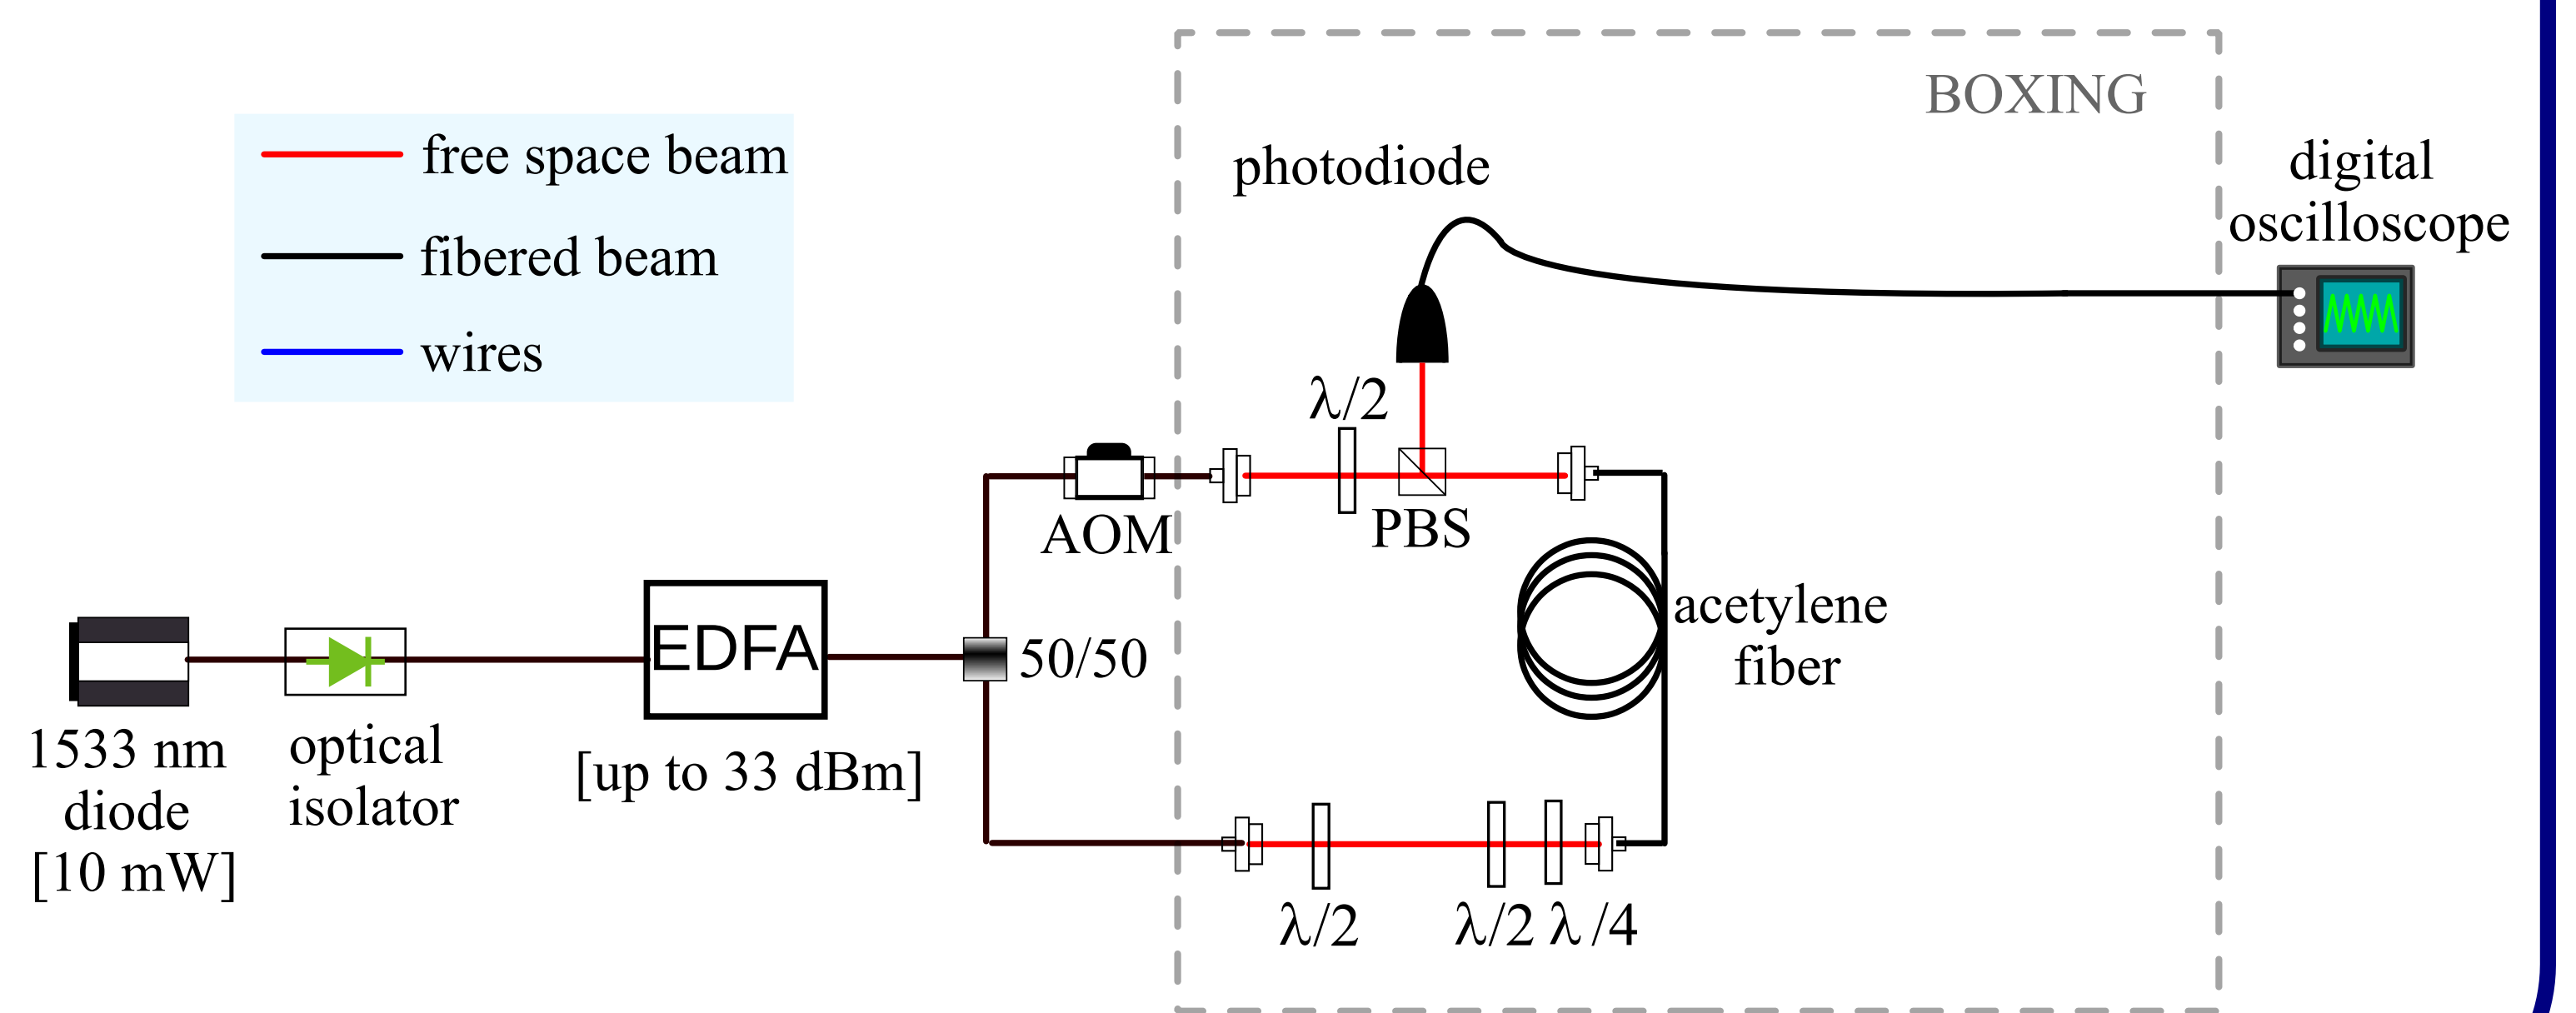 BOXING
free space beam
fibered beam
wires
photodiode
digital
oscilloscope
λ/2
AOM
PBS
EDFA
50/50
acetylene
fiber
1533 nm
diode
[10 mW]
optical
isolator
[up to 33 dBm]
λ/2
λ/2
λ /4